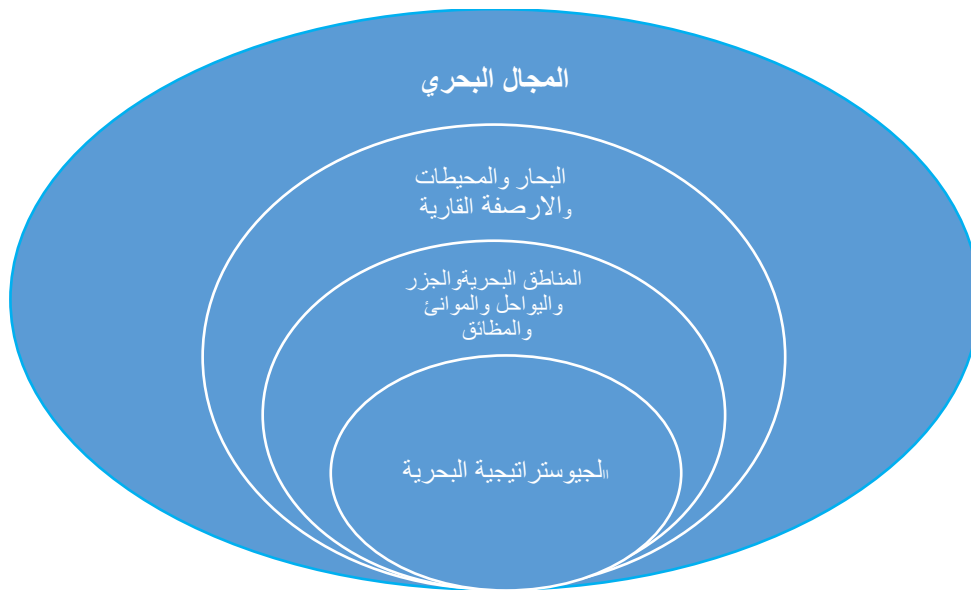 المجال البحري
البحار والمحيطات
والارصفة القارية
المناطق البحريةوالجزر
واليواحل والموانئ
والمظائق
الجيوستراتيجية البحرية